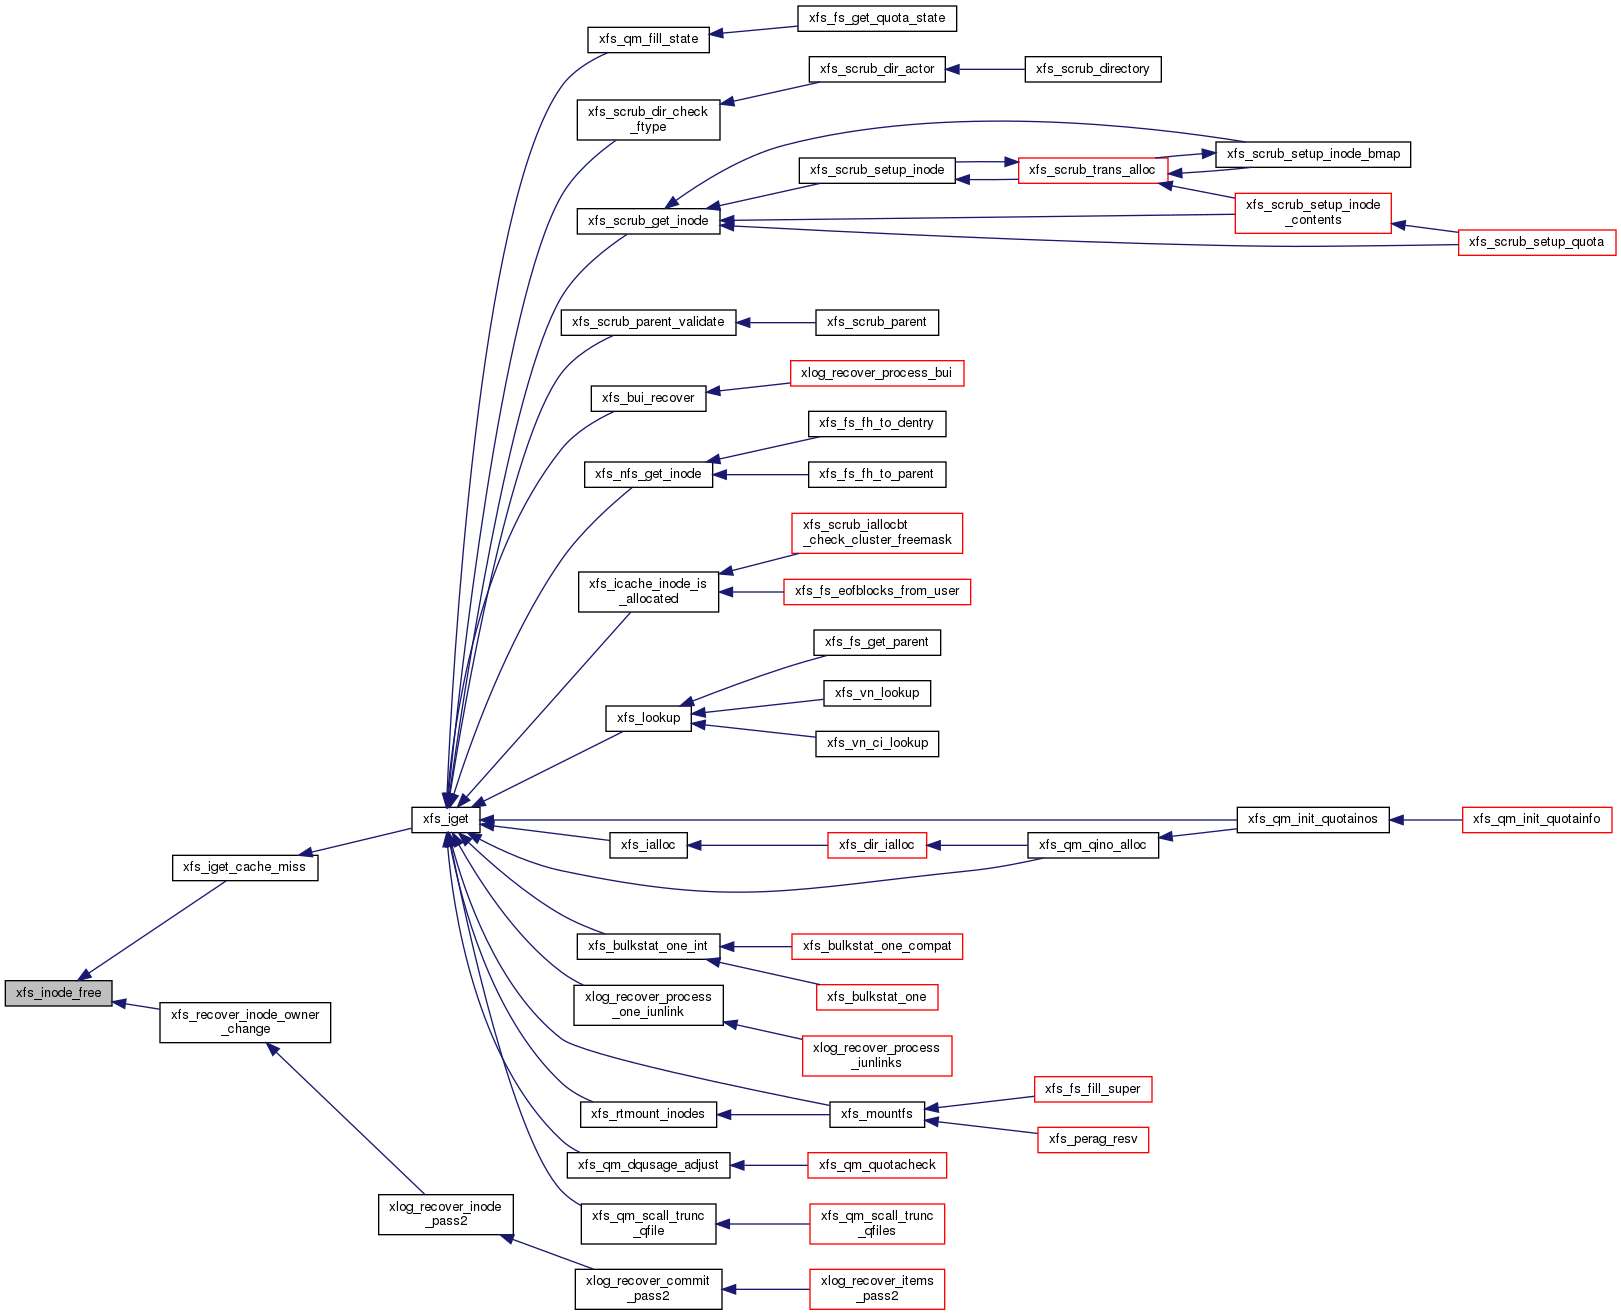 xfs_fs_get_quota_state
xfs_qm_fill_state
xfs_scrub_dir_actor
xfs_scrub_directory
xfs_scrub_dir_check
_ftype
xfs_scrub_setup_inode_bmap
xfs_scrub_setup_inode
xfs_scrub_trans_alloc
xfs_scrub_get_inode
xfs_scrub_setup_inode
_contents
xfs_scrub_setup_quota
xfs_scrub_parent_validate
xfs_scrub_parent
xlog_recover_process_bui
xfs_bui_recover
xfs_fs_fh_to_dentry
xfs_nfs_get_inode
xfs_fs_fh_to_parent
xfs_scrub_iallocbt
_check_cluster_freemask
xfs_icache_inode_is
_allocated
xfs_fs_eofblocks_from_user
xfs_fs_get_parent
xfs_vn_lookup
xfs_lookup
xfs_vn_ci_lookup
xfs_iget
xfs_qm_init_quotainos
xfs_qm_init_quotainfo
xfs_ialloc
xfs_dir_ialloc
xfs_qm_qino_alloc
xfs_iget_cache_miss
xfs_bulkstat_one_int
xfs_bulkstat_one_compat
xfs_inode_free
xfs_bulkstat_one
xlog_recover_process
_one_iunlink
xfs_recover_inode_owner
_change
xlog_recover_process
_iunlinks
xfs_fs_fill_super
xfs_rtmount_inodes
xfs_mountfs
xfs_perag_resv
xfs_qm_dqusage_adjust
xfs_qm_quotacheck
xlog_recover_inode
_pass2
xfs_qm_scall_trunc
_qfile
xfs_qm_scall_trunc
_qfiles
xlog_recover_commit
_pass2
xlog_recover_items
_pass2